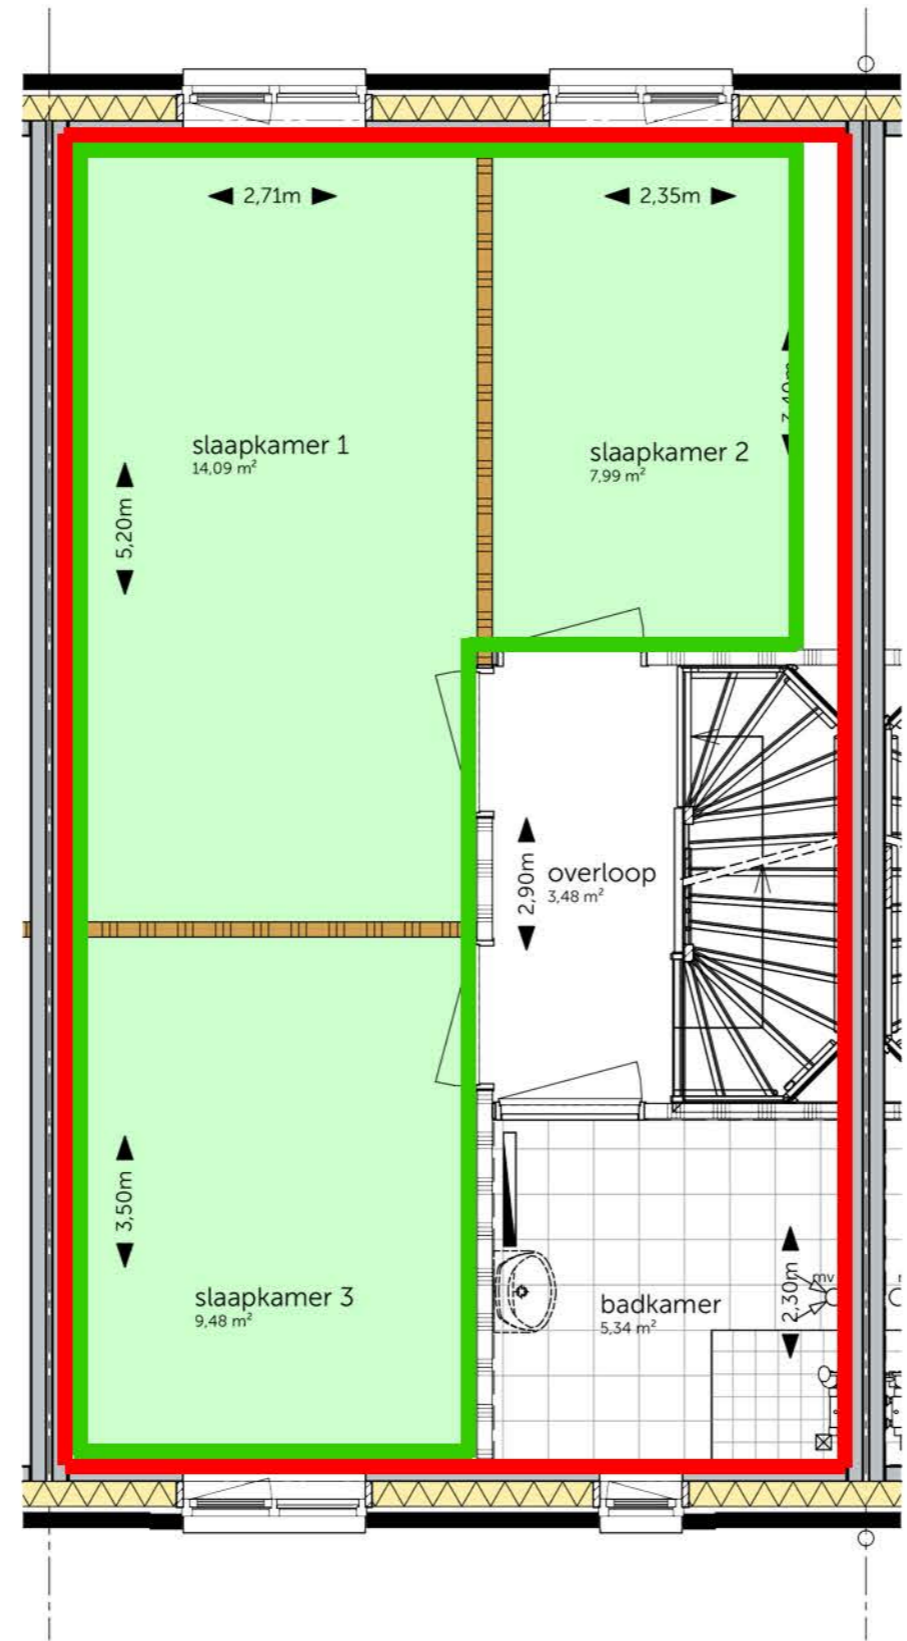 2,71m
2,35m
slaapkamer 1
14,09 m²
slaapkamer 2
7,99 m²
5,20m
overloop
3,48 m²
2,90m
3,50m
slaapkamer 3
9,48 m²
badkamer
5,34 m²
2,30m
mv